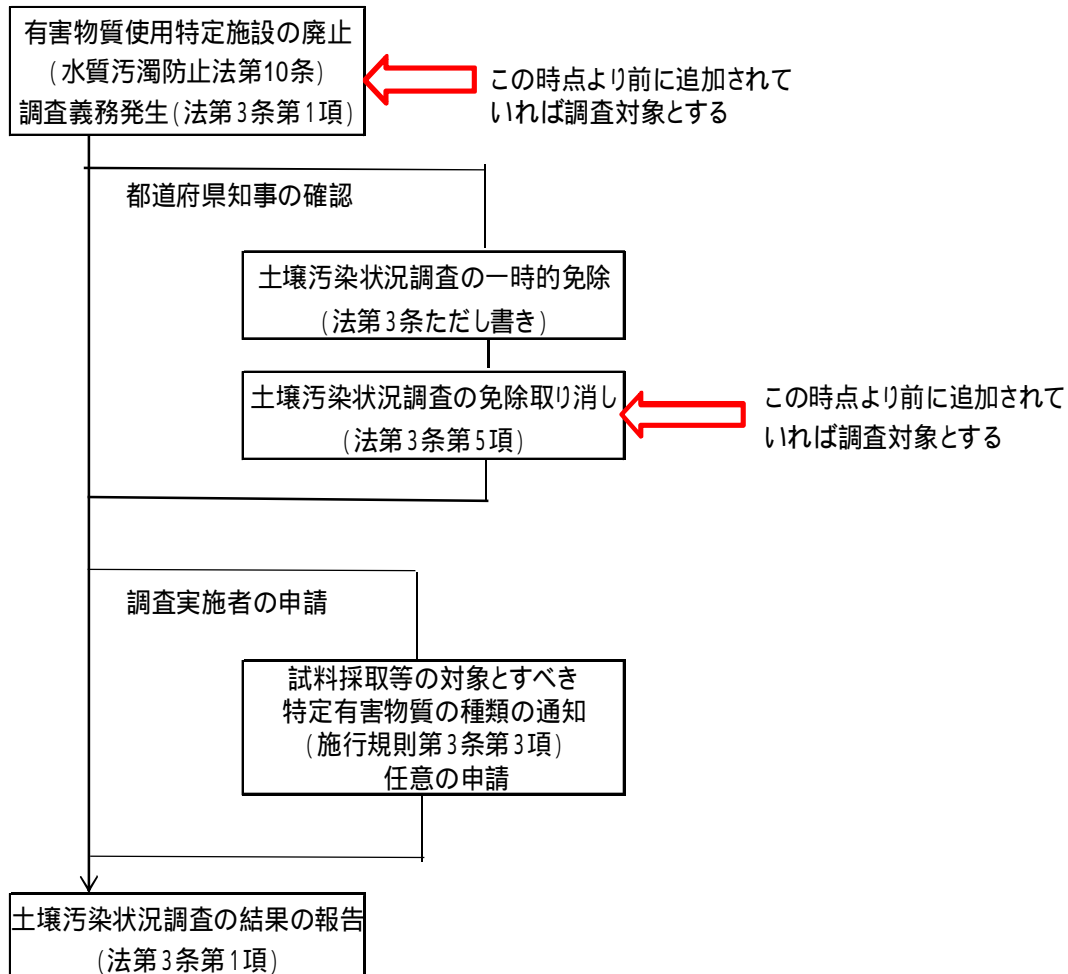 有害物質使用特定施設の廃止
(水質汚濁防止法第10条)
調査義務発生(法第3条第1項)
この時点より前に追加されて
いれば調査対象とする
都道府県知事の確認
土壌汚染状況調査の一時的免除
(法第3条ただし書き)
土壌汚染状況調査の免除取り消し
(法第3条第5項)
この時点より前に追加されて
いれば調査対象とする
調査実施者の申請
試料採取等の対象とすべき
特定有害物質の種類の通知
(施行規則第3条第3項)
任意の申請
土壌汚染状況調査の結果の報告
(法第3条第1項)